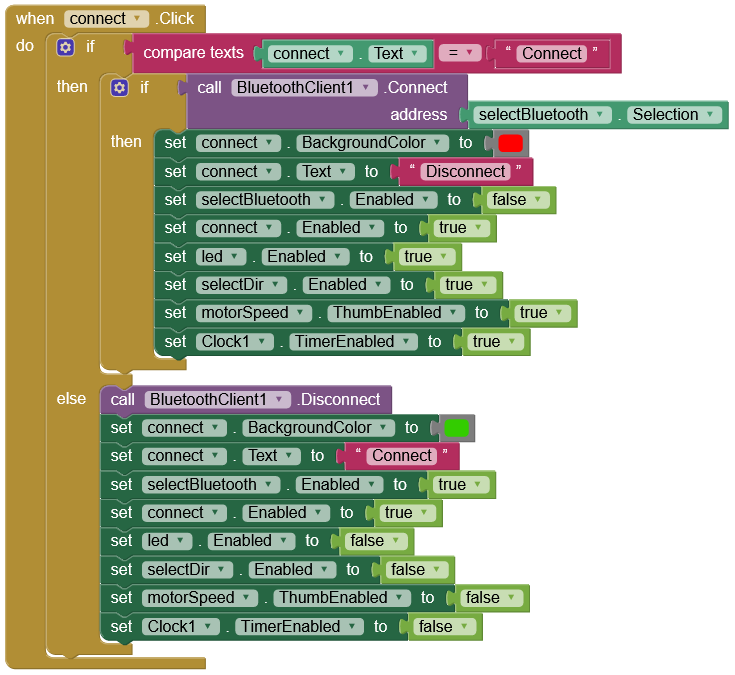 when connect .Click
do if compare texts connect . Text = “ Connect ”
then if call BluetoothClient1 .Connect
address selectBluetooth . Selection
then set connect . BackgroundColor to
set connect . Text to “ Disconnect ”
set selectBluetooth . Enabled to false
set connect . Enabled to true
set led . Enabled to true
set selectDir . Enabled to true
set motorSpeed . ThumbEnabled to true
set Clock1 . TimerEnabled to true
else call BluetoothClient1 .Disconnect
set connect . BackgroundColor to
set connect . Text to “ Connect ”
set selectBluetooth . Enabled to true
set connect . Enabled to true
set led . Enabled to false
set selectDir . Enabled to false
set motorSpeed . ThumbEnabled to false
set Clock1 . TimerEnabled to false